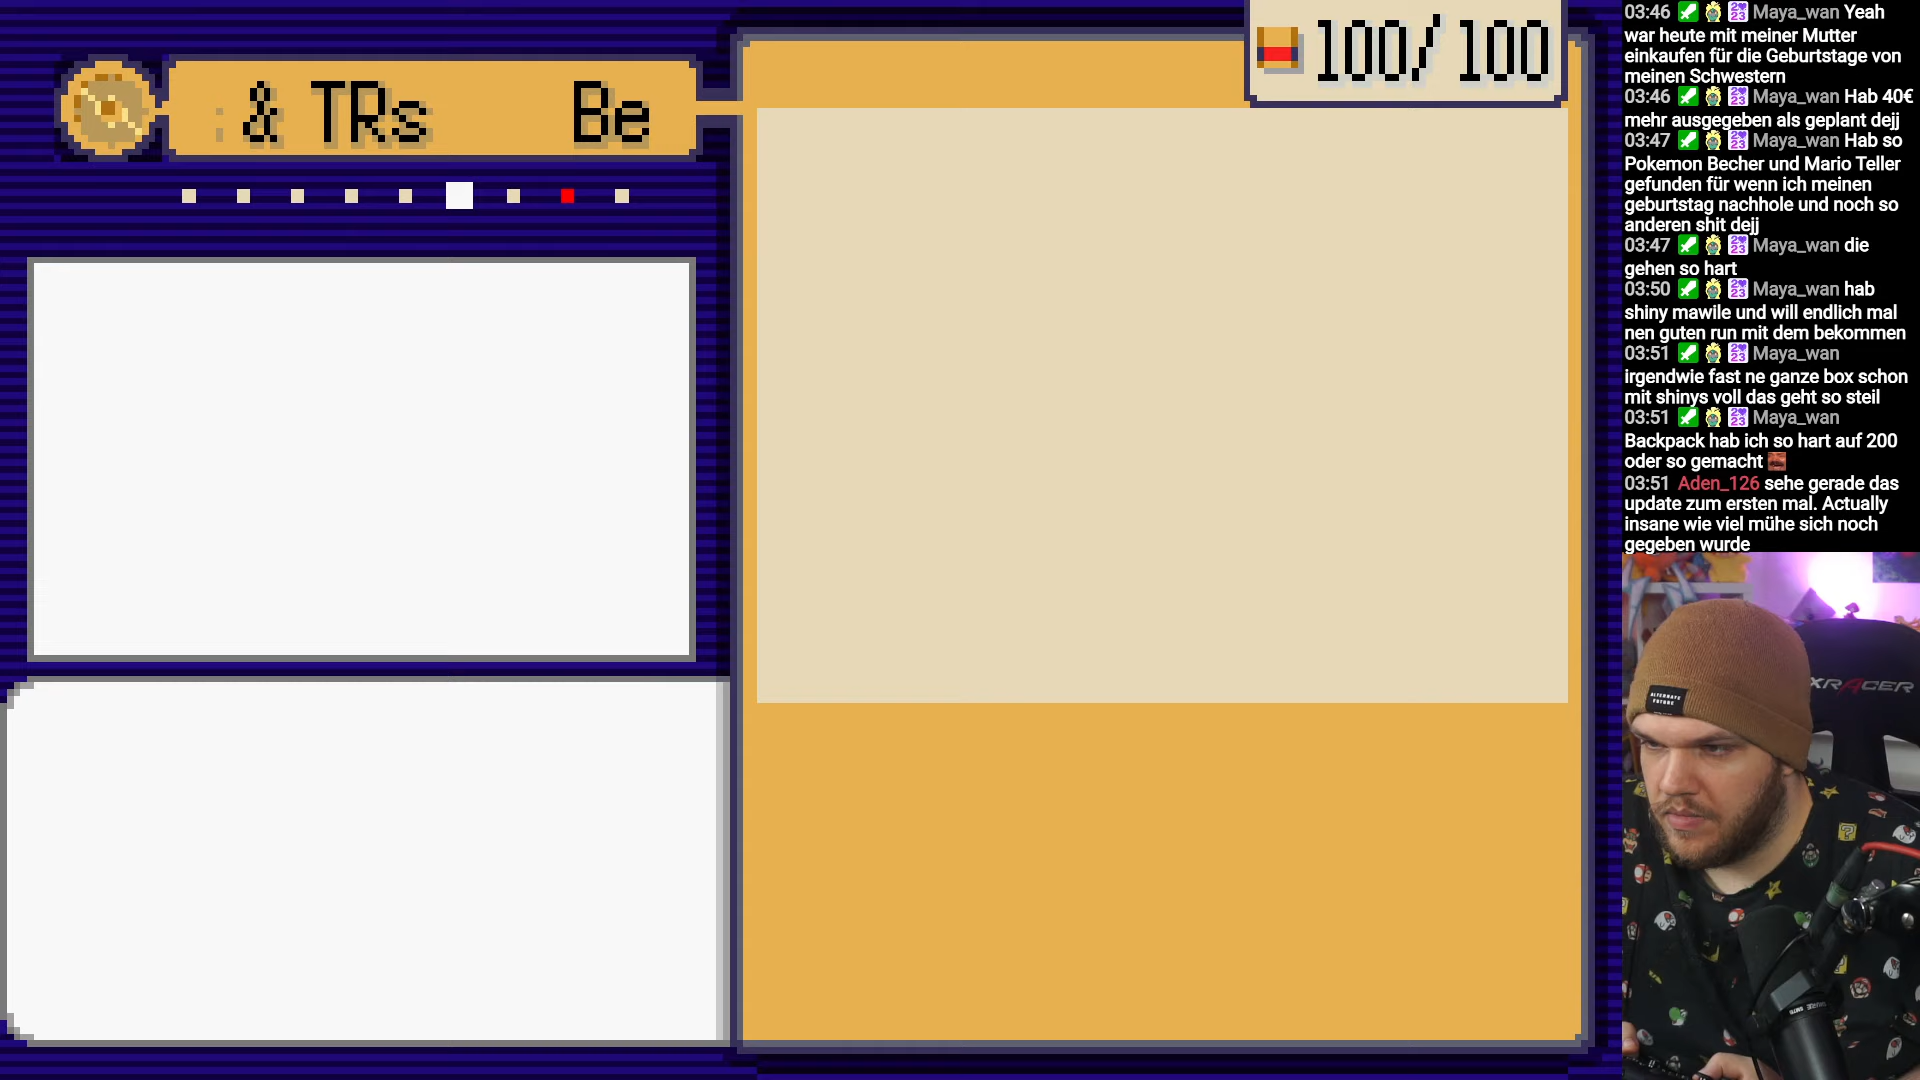 : & TRs Be
100/100
03:46 Maya_wan Yeah
war heute mit meiner Mutter
einkaufen für die Geburtstage von
meinen Schwestern
03:46 Maya_wan Hab 40€
mehr ausgegeben als geplant dejj
03:47 Maya_wan Hab so
Pokemon Becher und Mario Teller
gefunden für wenn ich meinen
geburtstag nachhole und noch so
anderen shit dejj
03:47 Maya_wan die
gehen so hart
03:50 Maya_wan hab
shiny mawile und will endlich mal
nen guten run mit dem bekommen
03:51 Maya_wan
irgendwie fast ne ganze box schon
mit shinys voll das geht so steil
03:51 Maya_wan
Backpack hab ich so hart auf 200
oder so gemacht
03:51 Aden_126 sehe gerade das
update zum ersten mal. Actually
insane wie viel mühe sich noch
gegeben wurde
XRACER
ALTERNATE
FUTURE